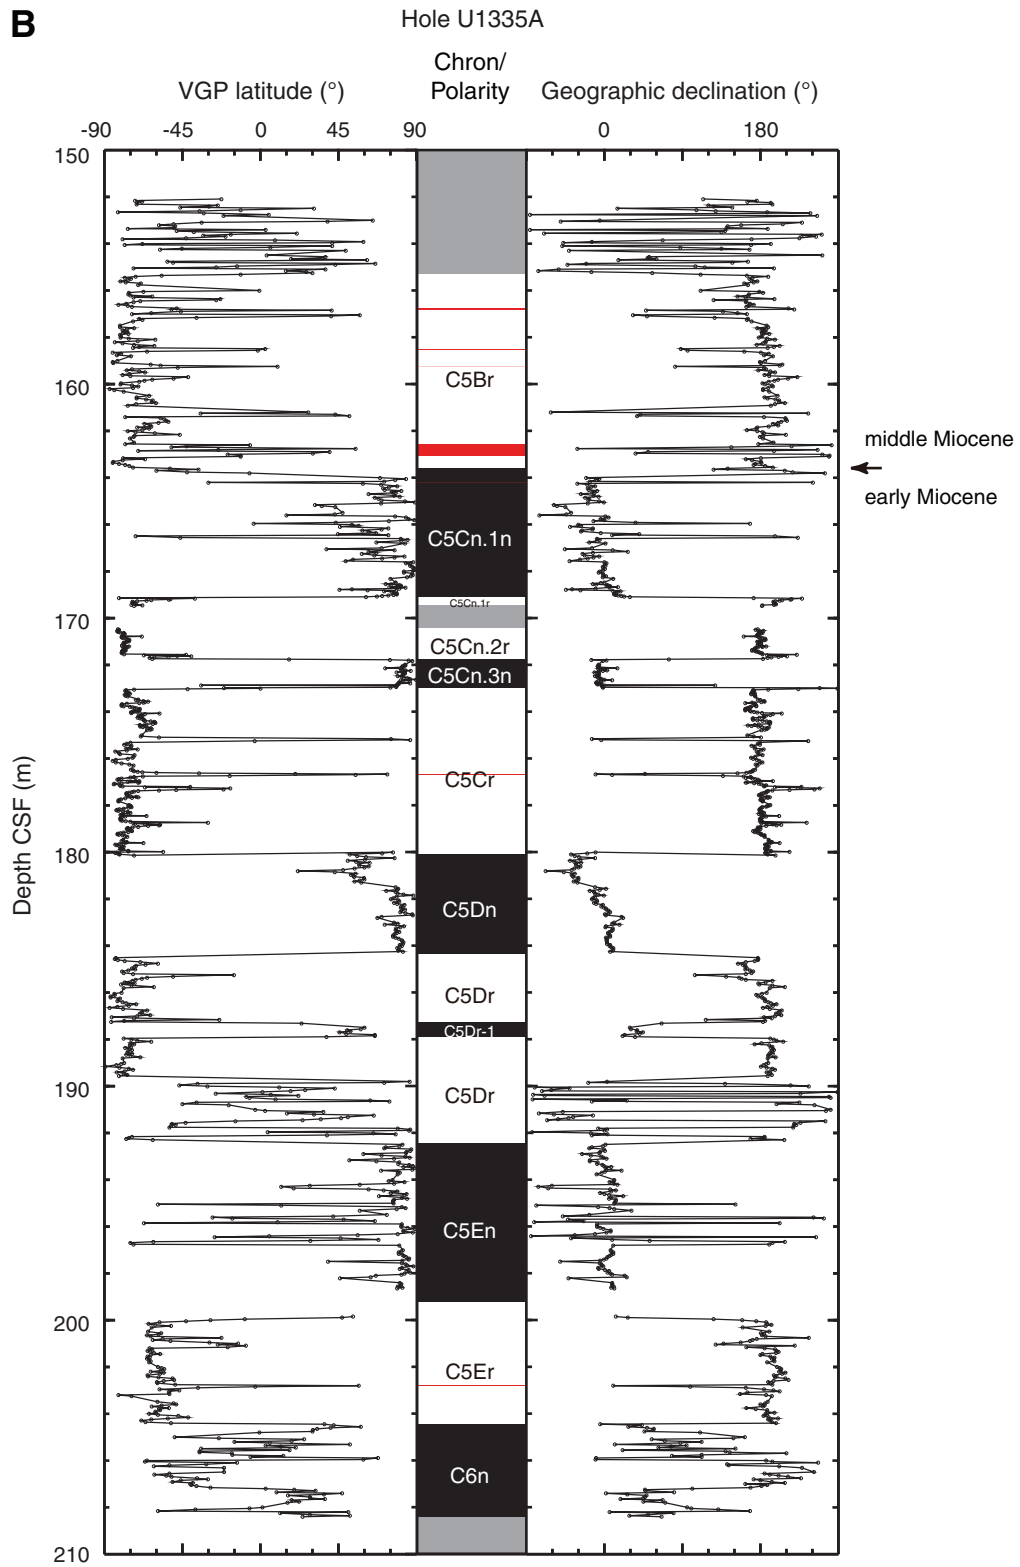 B
Hole U1335A
Chron/
Polarity
VGP latitude (°)
Geographic declination (°)
-90 -45 0 45 90
0 180
150
160
170
180
190
200
210
Depth CSF (m)
C5Br
middle Miocene
early Miocene
C5Cn.1n
C5Cn.1r
C5Cn.2r
C5Cn.3n
C5Cr
C5Dn
C5Dr
C5Dr-1
C5Dr
C5En
C5Er
C6n